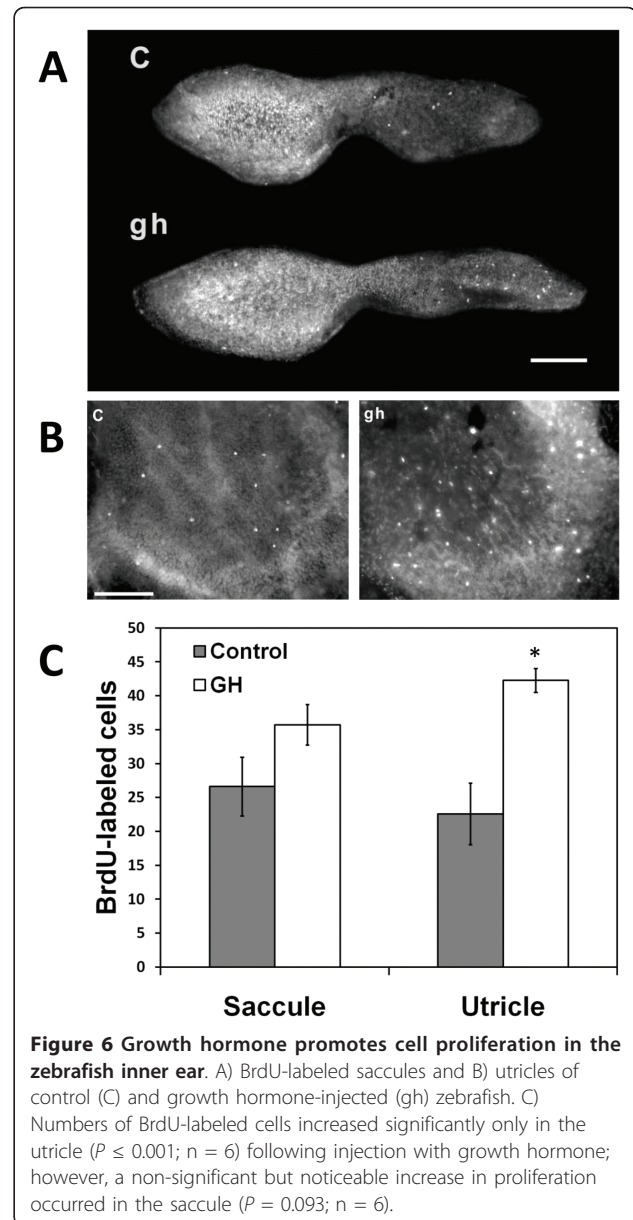 A
C
gh
B
C
gh
C
50
45
40
35
30
25
20
15
10
5
0
BrdU-labeled cells
Control
GH
*
Saccule
Utricle
Figure 6 Growth hormone promotes cell proliferation in the
zebrafish inner ear. A) BrdU-labeled saccules and B) utricles of
control (C) and growth hormone-injected (gh) zebrafish. C)
Numbers of BrdU-labeled cells increased significantly only in the
utricle (P ≤ 0.001; n = 6) following injection with growth hormone;
however, a non-significant but noticeable increase in proliferation
occurred in the saccule (P = 0.093; n = 6).